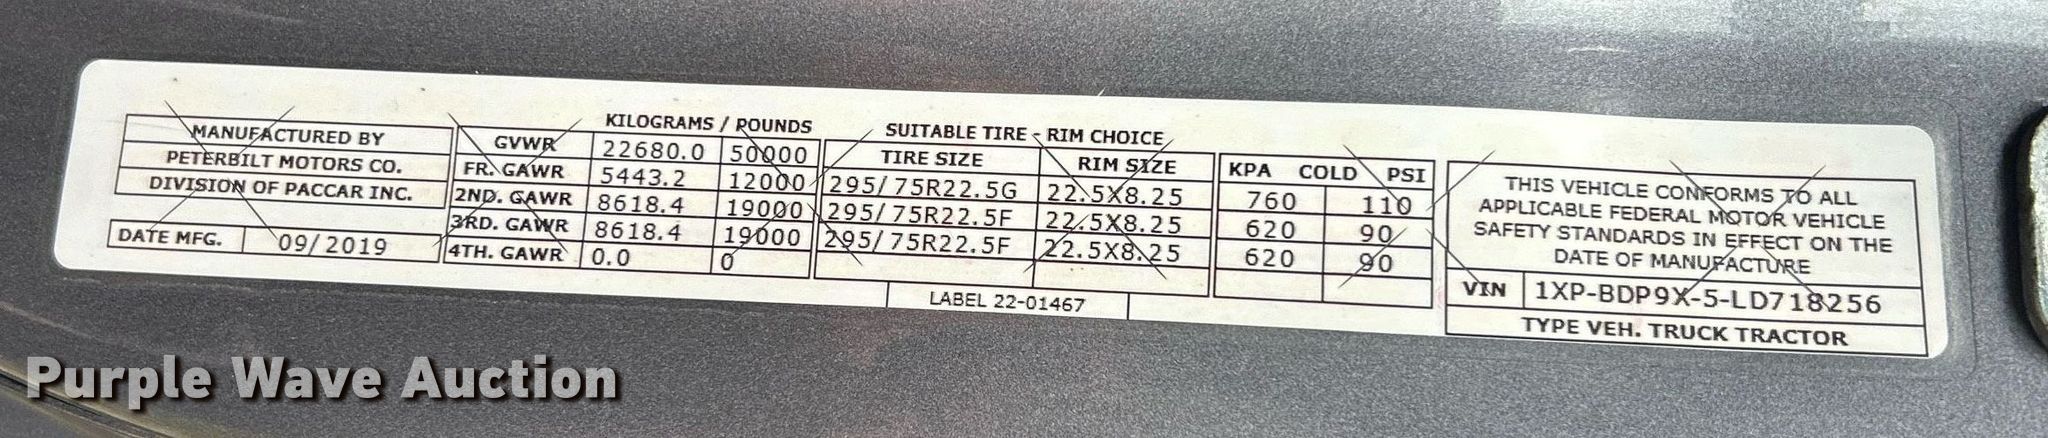 KILOGRAMS / POUNDS
SUITABLE TIRE - RIM CHOICE
MANUFACTURED BY
PETERBILT MOTORS CO.
DIVISION OF PACCAR INC.
DATE MFG. 09/2019
GVWR 22680.0 50000
FR. GAWR 5443.2 12000
2ND. GAWR 8618.4 19000
3RD. GAWR 8618.4 19000
4TH. GAWR 0.0 0
TIRE SIZE RIM SIZE
295/75R22.5G 22.5X8.25
295/75R22.5F 22.5X8.25
295/75R22.5F 22.5X8.25
KPA COLD PSI
760 110
620 90
620 90
LABEL 22-01467
THIS VEHICLE CONFORMS TO ALL
APPLICABLE FEDERAL MOTOR VEHICLE
SAFETY STANDARDS IN EFFECT ON THE
DATE OF MANUFACTURE
VIN 1XP-BDP9X-5-LD718256
TYPE VEH. TRUCK TRACTOR
Purple Wave Auction